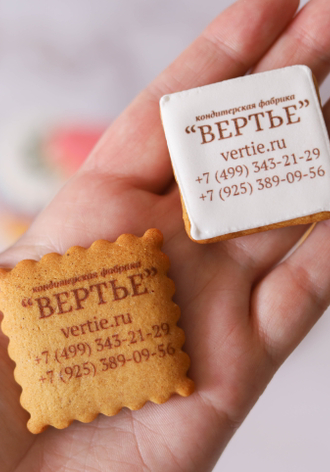 кондитерская фабрика
“ВЕРТЬЕ”
vertie.ru
+7 (499) 343-21-29
+7 (925) 389-09-56
кондитерская фабрика
“ВЕРТЬЕ”
vertie.ru
+7 (499) 343-21-29
+7 (925) 389-09-56